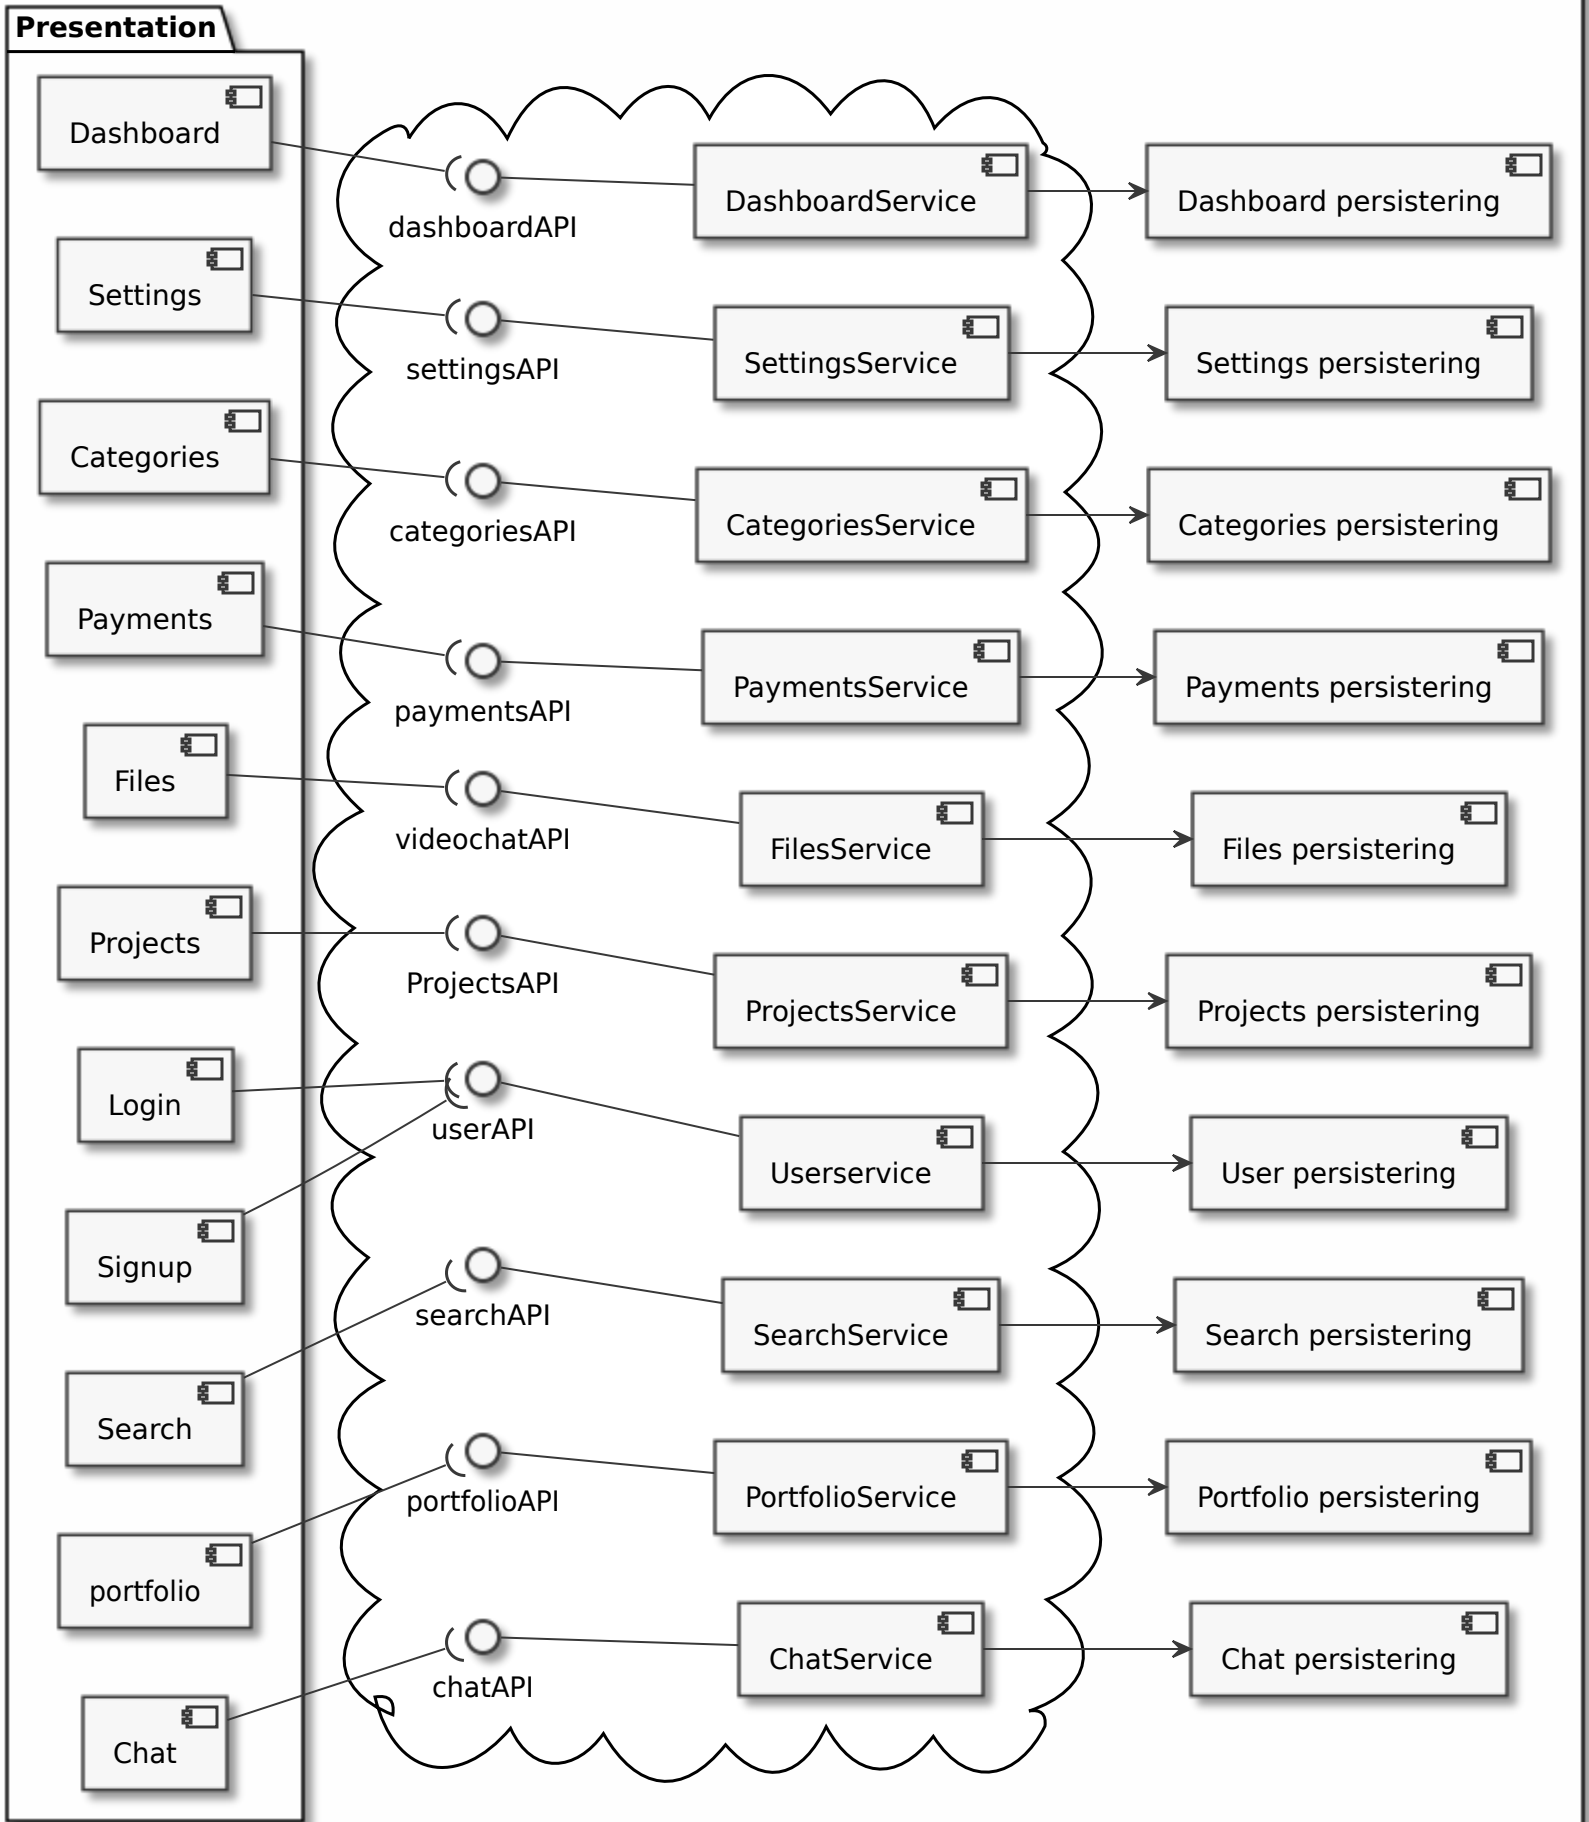 Presentation
Dashboard
dashboardAPI
DashboardService
Dashboard persistering
Settings
settingsAPI
SettingsService
Settings persistering
Categories
categoriesAPI
CategoriesService
Categories persistering
Payments
paymentsAPI
PaymentsService
Payments persistering
Files
videochatAPI
FilesService
Files persistering
Projects
ProjectsAPI
ProjectsService
Projects persistering
Login
userAPI
Userservice
User persistering
Signup
searchAPI
SearchService
Search persistering
Search
portfolioAPI
PortfolioService
Portfolio persistering
portfolio
chatAPI
ChatService
Chat persistering
Chat